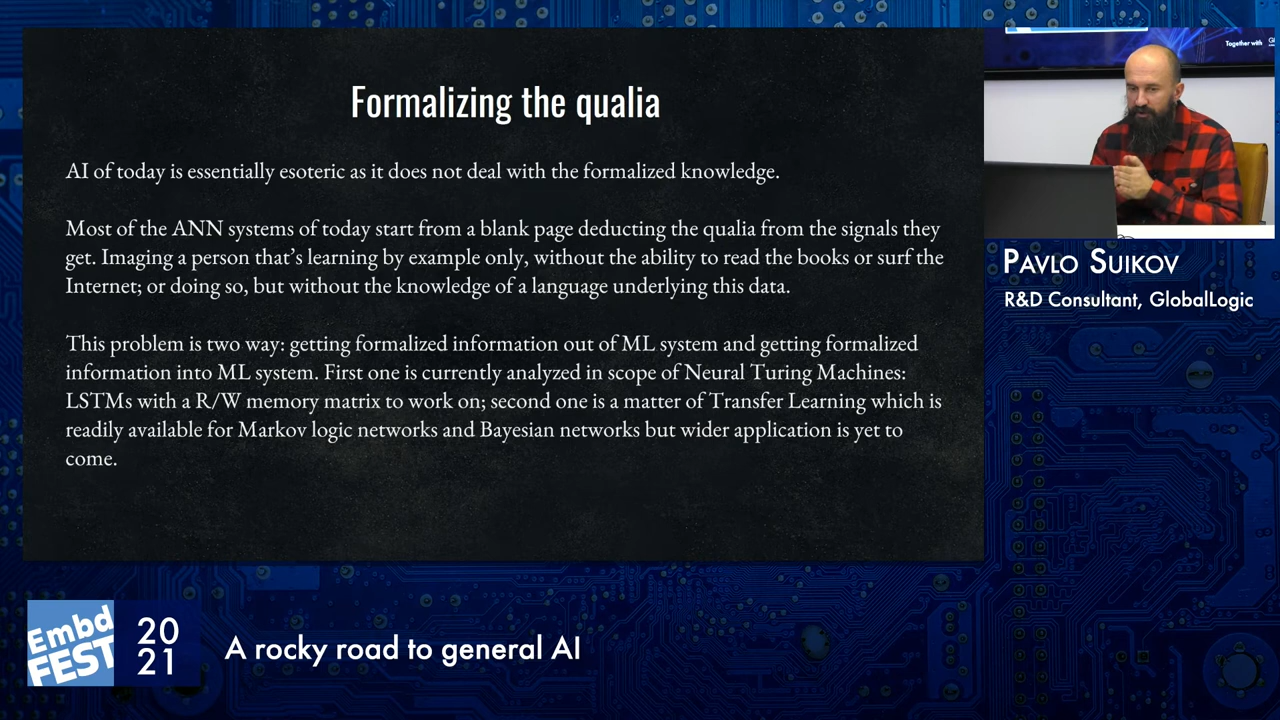 Formalizing the qualia
AI of today is essentially esoteric as it does not deal with the formalized knowledge.
Most of the ANN systems of today start from a blank page deducting the qualia from the signals they
get. Imaging a person that's learning by example only, without the ability to read the books or surf the
Internet; or doing so, but without the knowledge of a language underlying this data.
This problem is two way: getting formalized information out of ML system and getting formalized
information into ML system. First one is currently analyzed in scope of Neural Turing Machines:
LSTMs with a R/W memory matrix to work on; second one is a matter of Transfer Learning which is
readily available for Markov logic networks and Bayesian networks but wider application is yet to
come.
Together with
Pavlo Suikov
R&D Consultant, GlobalLogic
Embd
FEST
20
21
A rocky road to general AI